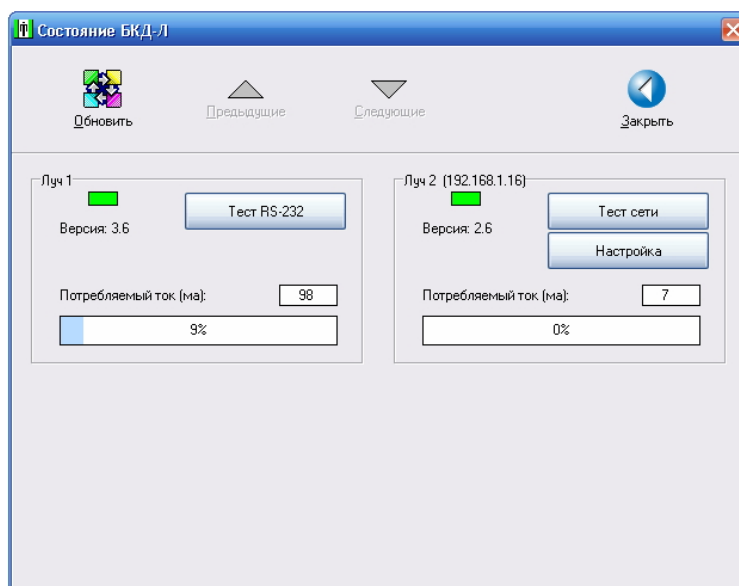 Состояние БКД-Л
Обновить
Предыдущие
Следующие
Закрыть
Луч 1
Тест RS-232
Версия: 3.6
Потребляемый ток (ма): 98
9%
Луч 2 (192.168.1.16)
Тест сети
Версия: 2.6
Настройка
Потребляемый ток (ма): 7
0%